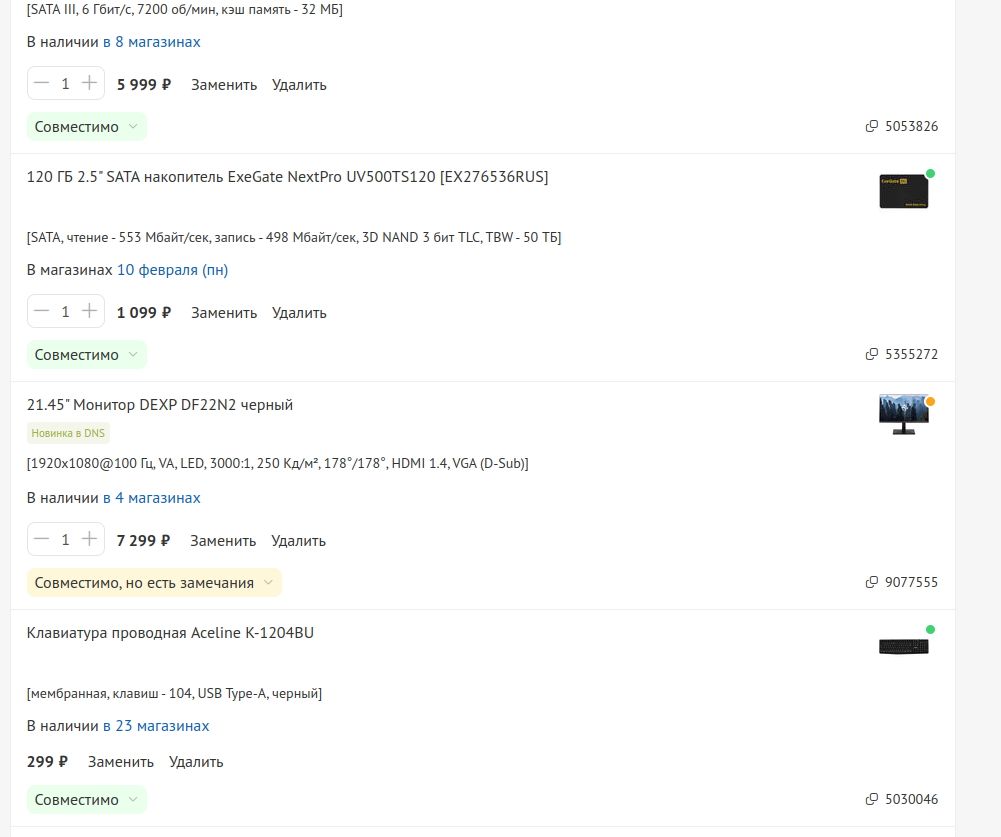 [SATA III, 6 Гбит/с, 7200 об/мин, кэш память - 32 МБ]
В наличии в 8 магазинах
1 5 999 ₽ Заменить Удалить
Совместимо 5053826
120 ГБ 2.5" SATA накопитель ExeGate NextPro UV500TS120 [EX276536RUS]
[SATA, чтение - 553 Мбайт/сек, запись - 498 Мбайт/сек, 3D NAND 3 бит TLC, TBW - 50 ТБ]
В магазинах 10 февраля (пн)
1 1 099 ₽ Заменить Удалить
Совместимо 5355272
21.45" Монитор DEXP DF22N2 черный
Новинка в DNS
[1920x1080@100 Гц, VA, LED, 3000:1, 250 Кд/м², 178°/178°, HDMI 1.4, VGA (D-Sub)]
В наличии в 4 магазинах
1 7 299 ₽ Заменить Удалить
Совместимо, но есть замечания 9077555
Клавиатура проводная Aceline K-1204BU
[мембранная, клавиш - 104, USB Type-A, черный]
В наличии в 23 магазинах
299 ₽ Заменить Удалить
Совместимо 5030046